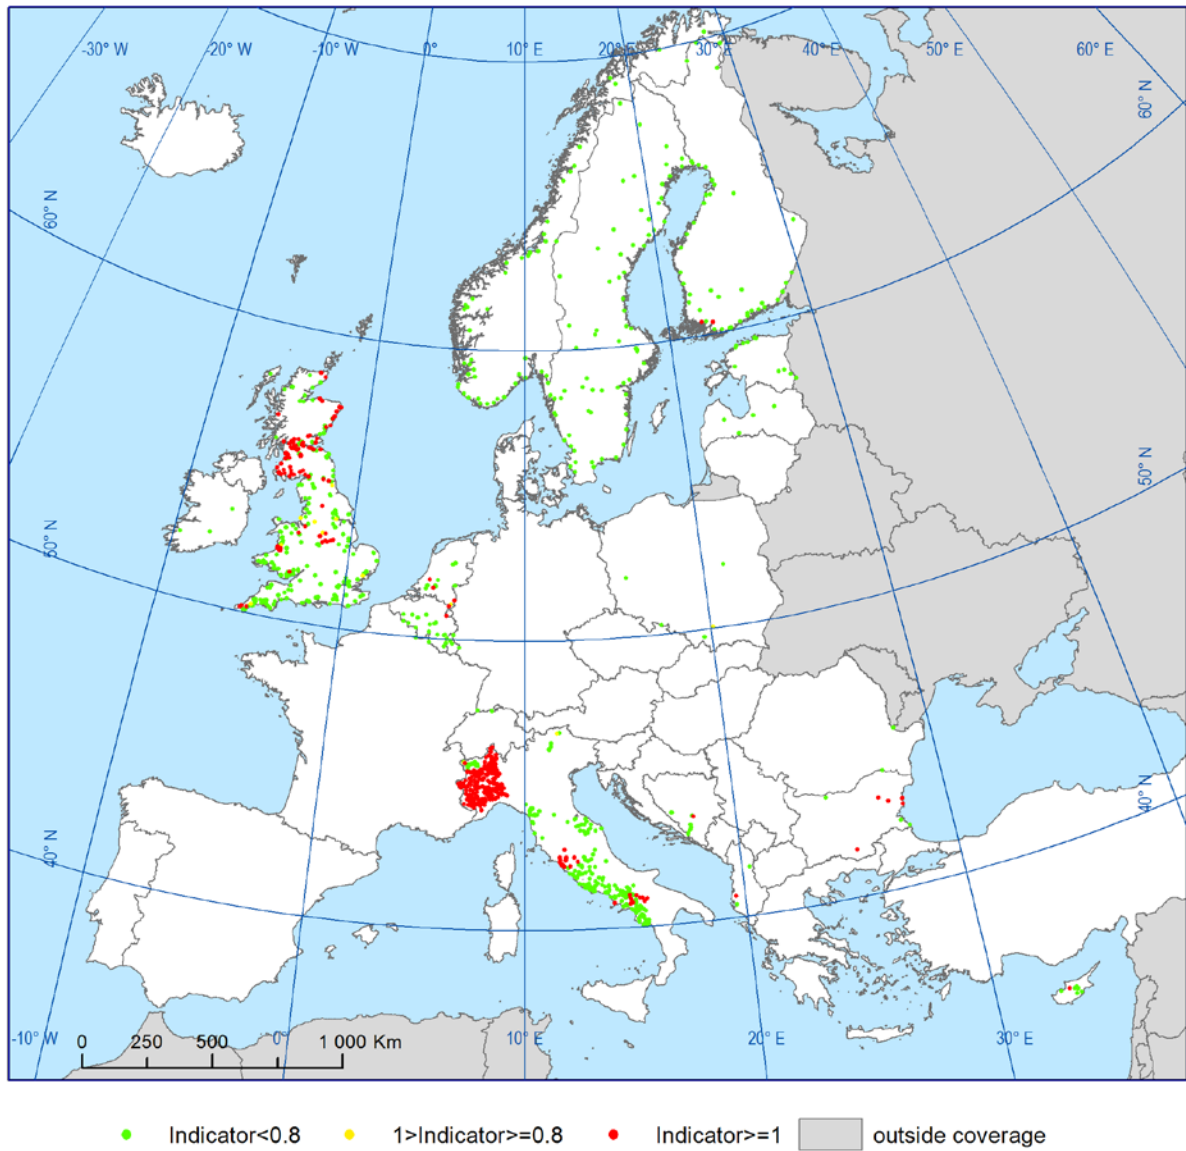 -30° W -20° W -10° W 0° 10° E 20° E 30° E 40° E 50° E 60° E
60° N
60° N
50° N
50° N
40° N
40° N
-10° W 0° 10° E 20° E 30° E
0 250 500 1 000 Km
Indicator<0.8 1>Indicator>=0.8 Indicator>=1 outside coverage